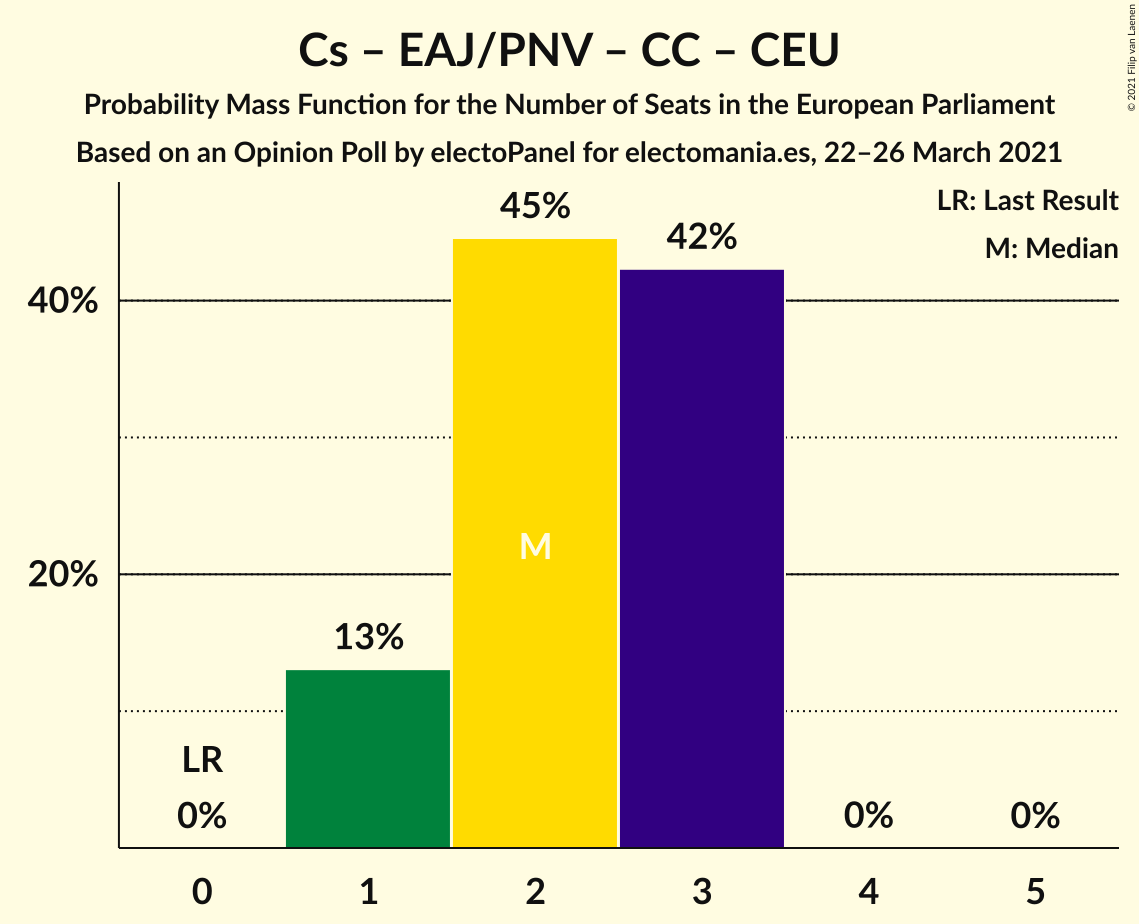 Cs – EAJ/PNV – CC – CEU
Probability Mass Function for the Number of Seats in the European Parliament
Based on an Opinion Poll by electoPanel for electomania.es, 22–26 March 2021
© 2021 Filip van Laenen
LR: Last Result
M: Median
45%
42%
40%
M
20%
13%
LR
0%
0%
0%
0
1
2
3
4
5